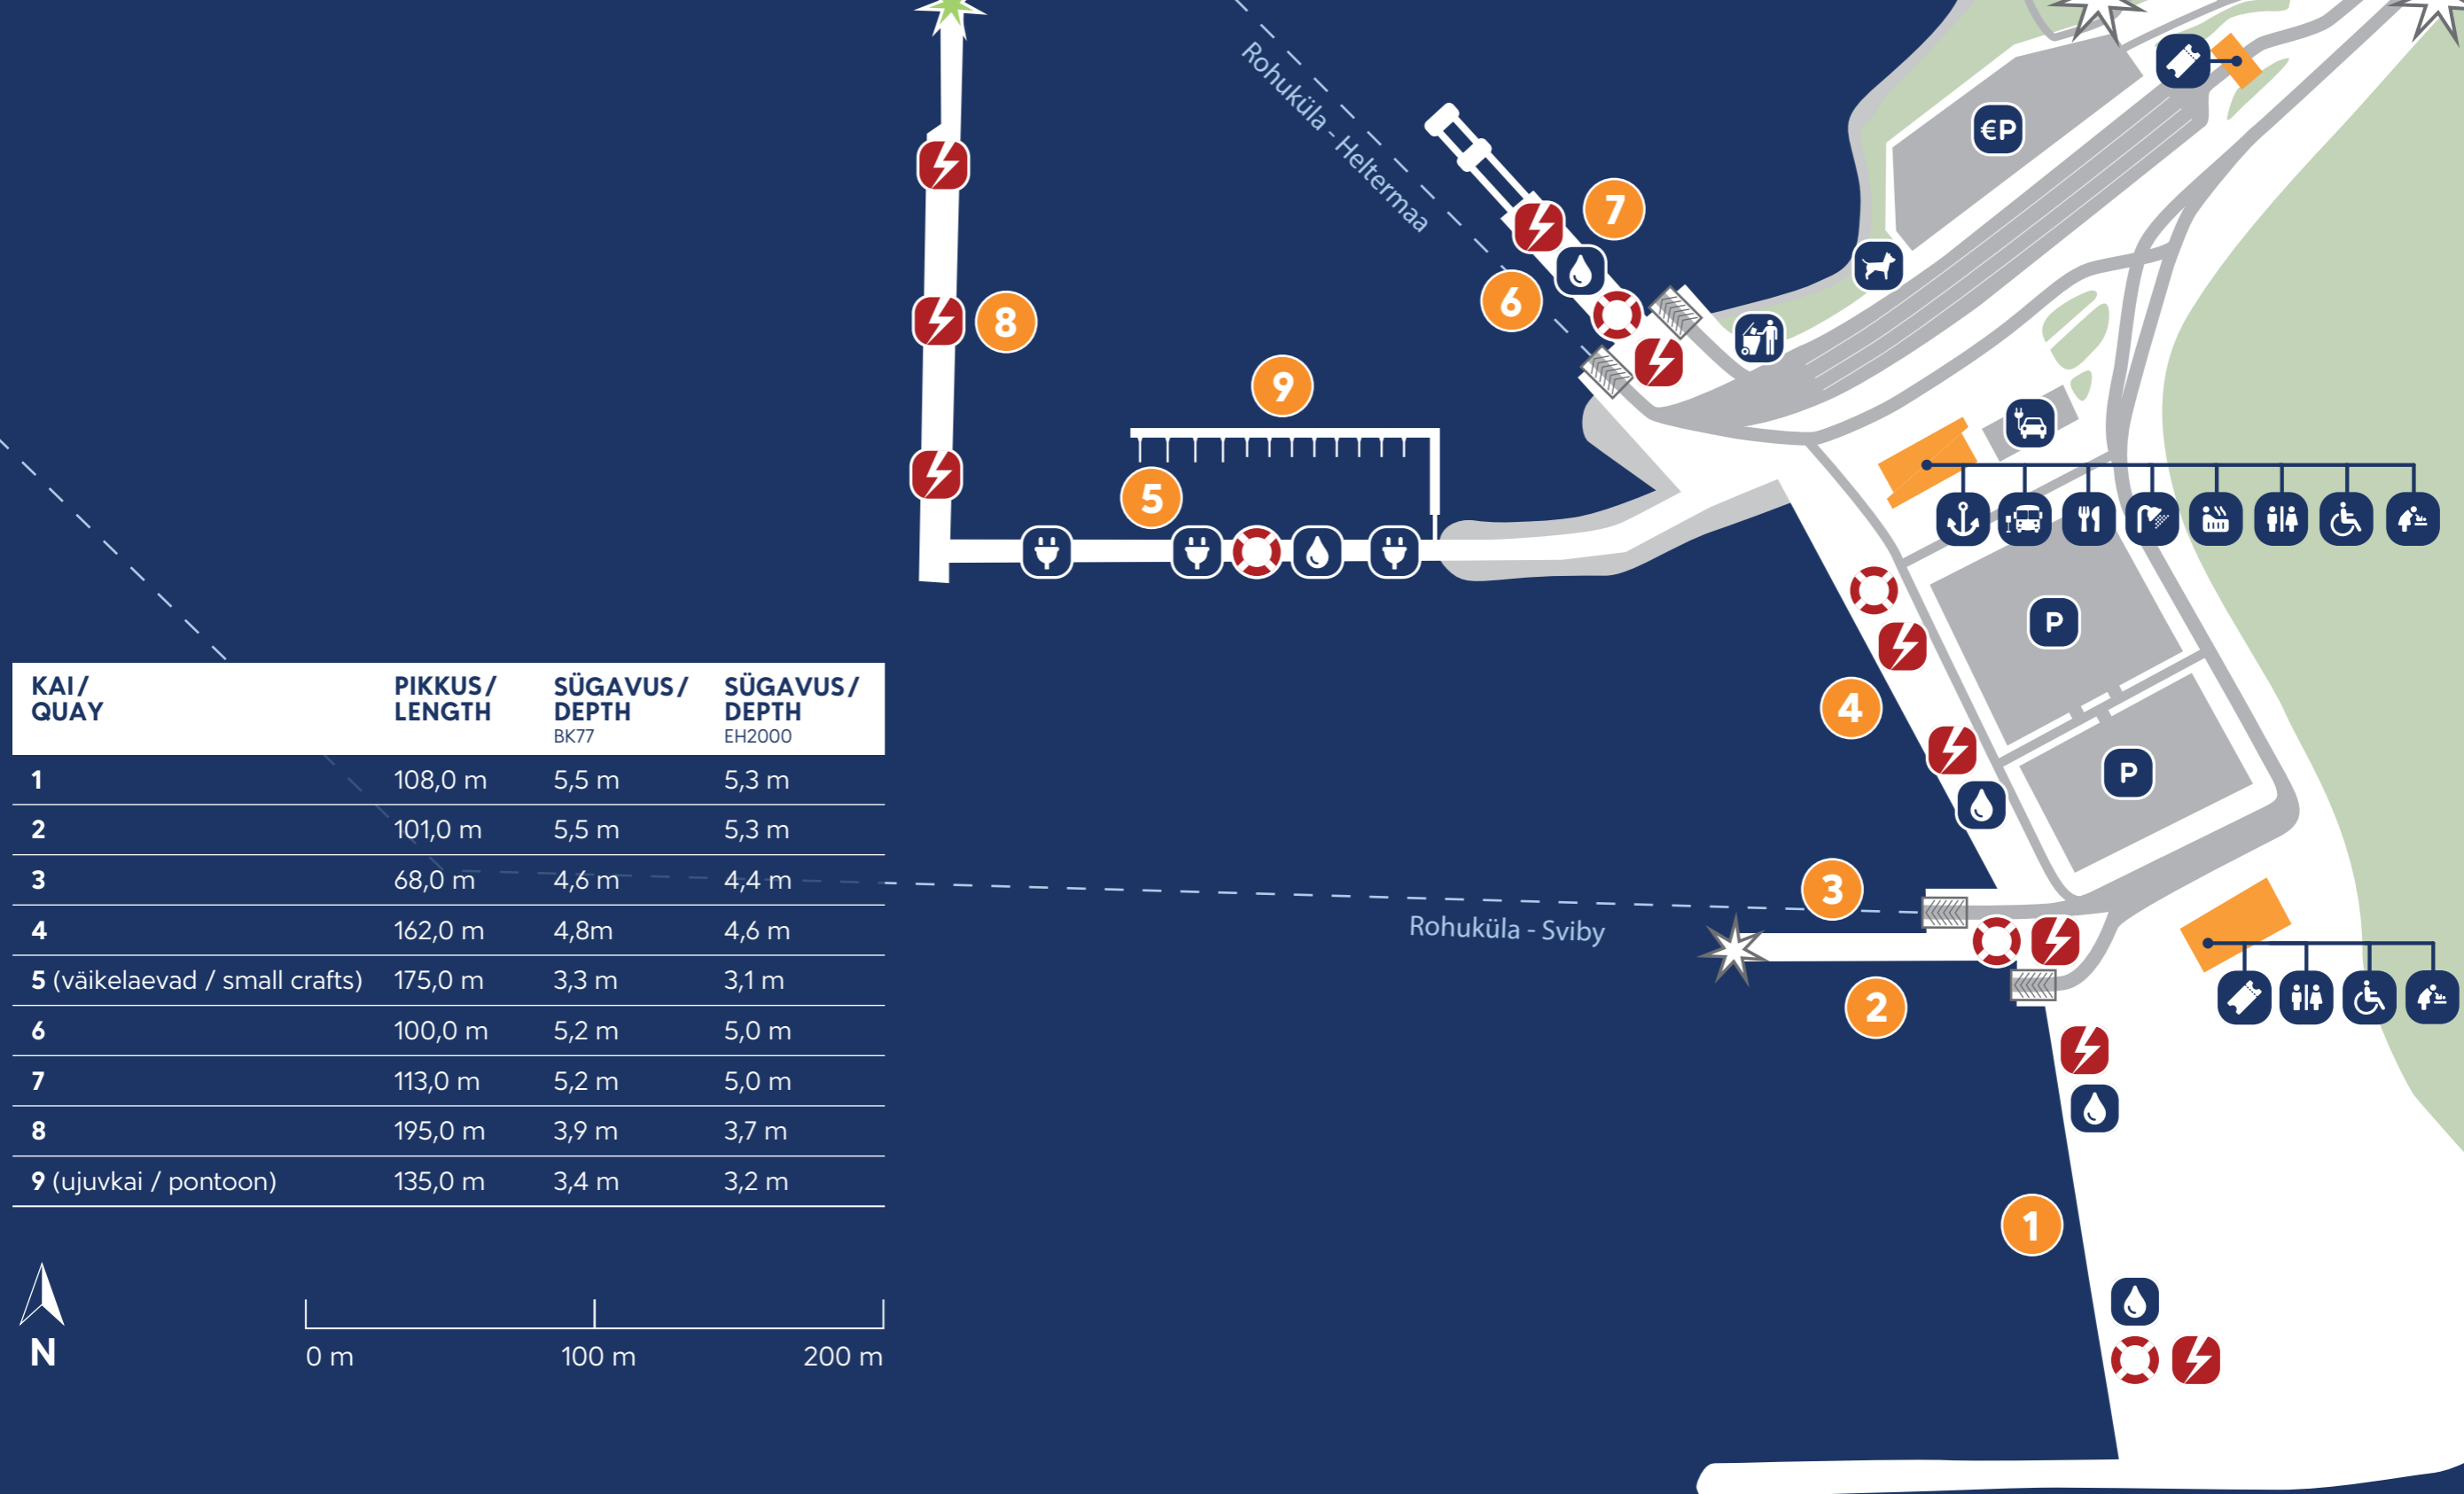 Rohuküla - Heltermaa
€P
7
6
8
9
5
P
4
P
3
Rohuküla - Sviby
2
1
KAI/ QUAY PIKKUS/ LENGTH SÜGAVUS/ DEPTH BK77 SÜGAVUS/ DEPTH EH2000
1 108,0 m 5,5 m 5,3 m
2 101,0 m 5,5 m 5,3 m
3 68,0 m 4,6 m 4,4 m
4 162,0 m 4,8m 4,6 m
5 (väikelaevad / small crafts) 175,0 m 3,3 m 3,1 m
6 100,0 m 5,2 m 5,0 m
7 113,0 m 5,2 m 5,0 m
8 195,0 m 3,9 m 3,7 m
9 (ujuvkai / pontoon) 135,0 m 3,4 m 3,2 m
N
0 m 100 m 200 m